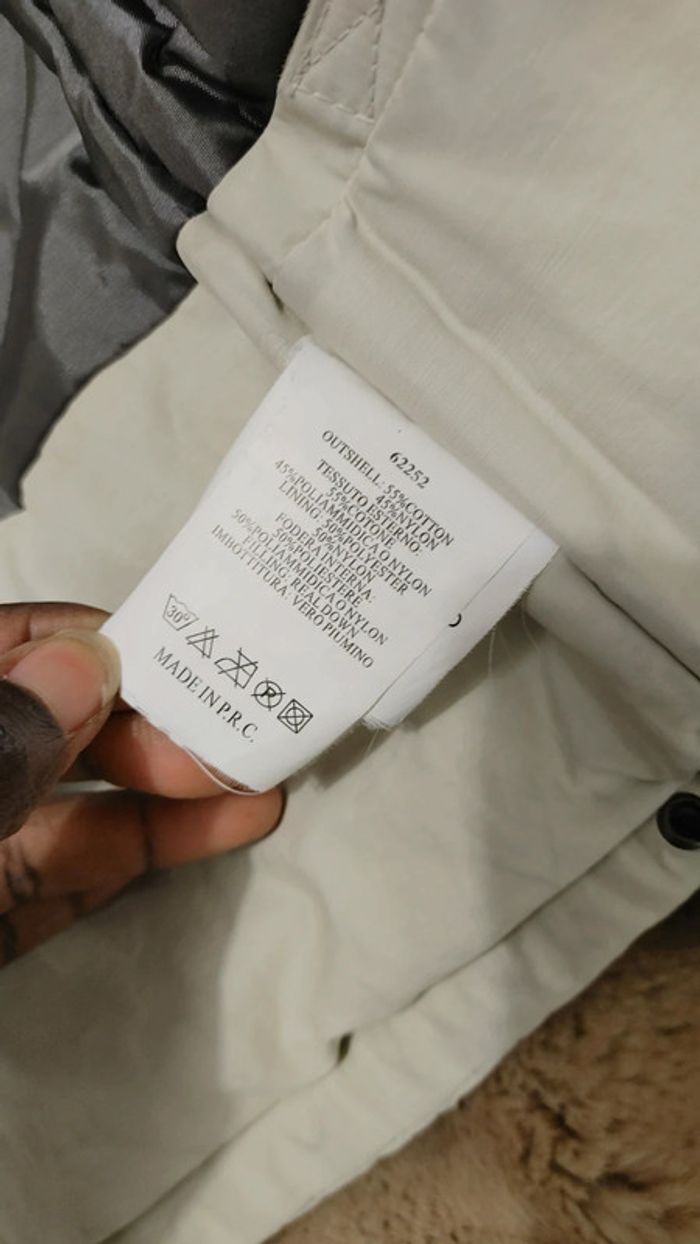 62252
OUTSHELL: 55%COTTON
45%NYLON
TESSUTO ESTERNO:
55%COTONE
45%POLIAMMIDICA O NYLON
LINING: 50%POLYESTER
50%NYLON
FODERA INTERNA:
50%POLIESTERE
50%POLIAMMIDICA O NYLON
FILLING: REAL DOWN
IMBOTTITURA: VERO PIUMINO
30° P
MADE IN P.R.C.